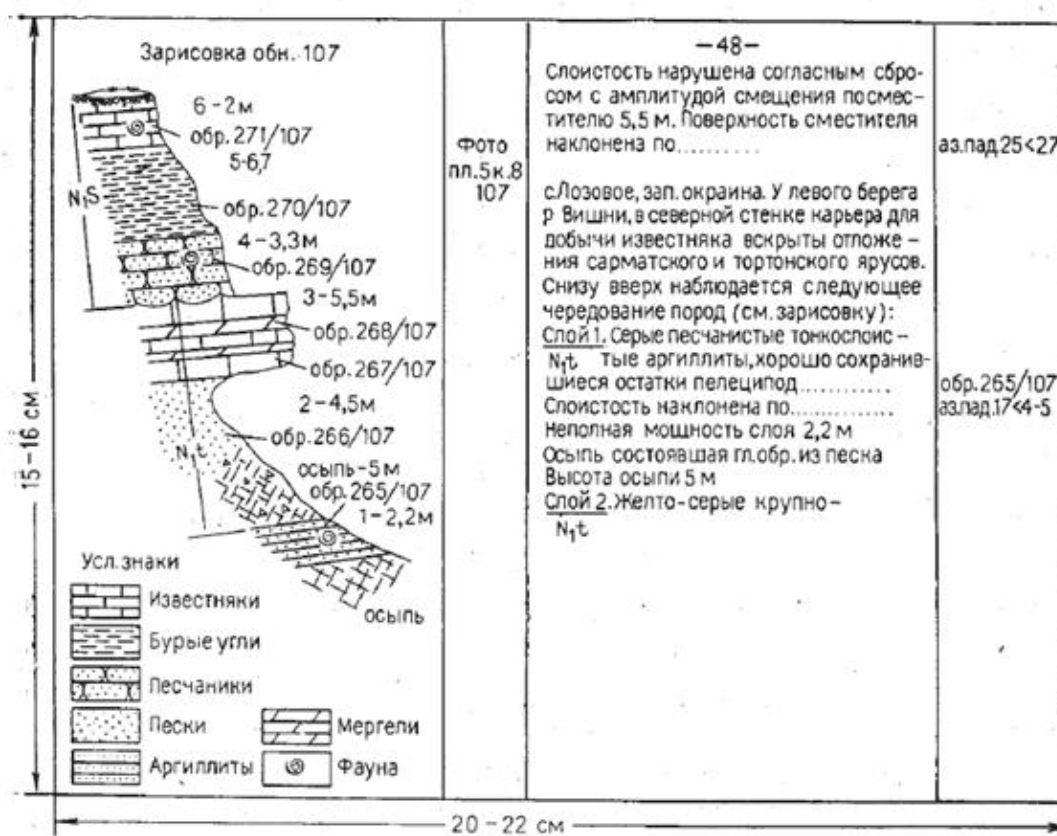 15-16 см
Зарисовка обн. 107
6-2м
обр. 271/107
5-6,7
N₁S
обр. 270/107
4-3,3м
обр. 269/107
3-5,5м
обр. 268/107
обр. 267/107
2-4,5м
обр. 266/107
N₁t
осыпь-5м
обр. 265/107
1-2,2м
осыпь
Усл. знаки
Известняки
Бурые угли
Песчаники
Пески
Аргиллиты
Мергели
Фауна
Фото
пл.5к.8
107
-48-
Слоистость нарушена согласным сбро-
сом с амплитудой смещения по смес-
тителю 5,5 м. Поверхность сместителя
наклонена по..........
аз.пад.25<27
с.Лозовое, зап. окраина. У левого берега
р Вишни, в северной стенке карьера для
добычи известняка вскрыты отложе-
ния сарматского и тортонского ярусов.
Снизу вверх наблюдается следующее
чередование пород (см. зарисовку):
Слой 1. Серые песчанистые тонкослоис-
N₁t тые аргиллиты, хорошо сохранив-
шиеся остатки пелеципод............
обр. 265/107
Слоистость наклонена по.............
аз.пад.17<4-5
Неполная мощность слоя 2,2 м
Осыпь состоявшая гл.обр. из песка
Высота осыпи 5 м
Слой 2. Желто-серые крупно-
N₁t
20-22 см